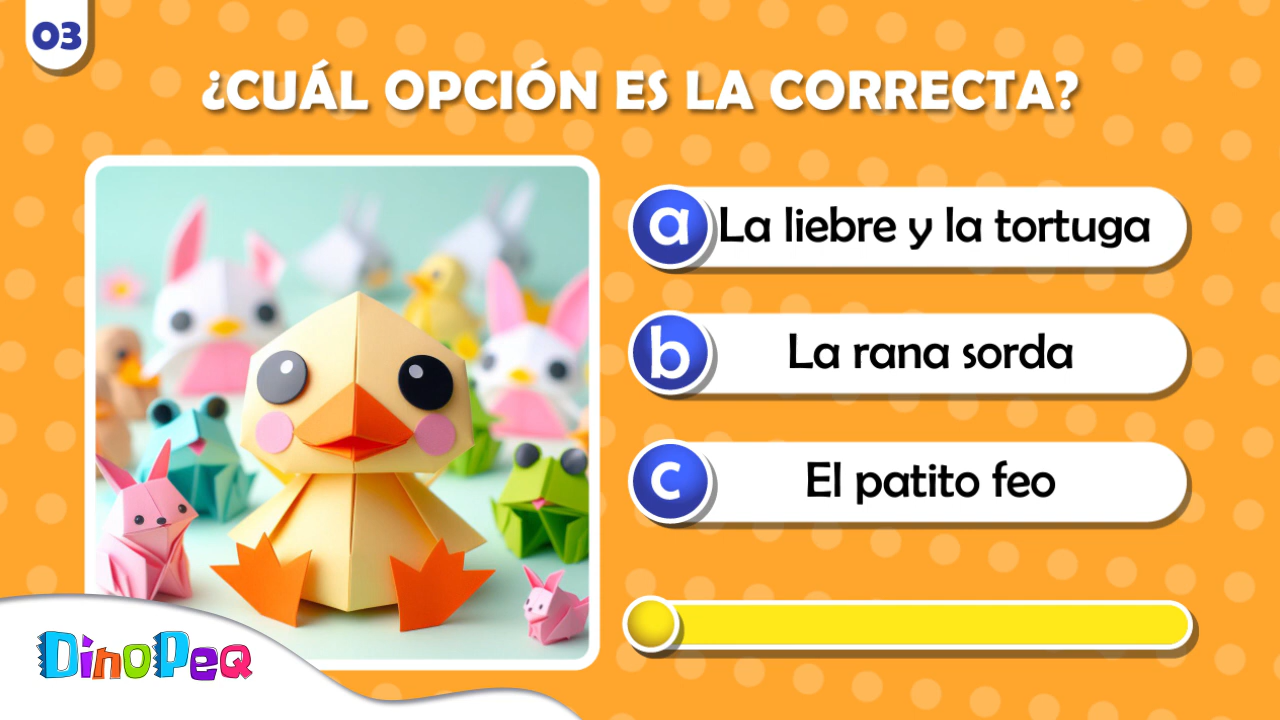 03
¿CUÁL OPCIÓN ES LA CORRECTA?
a La liebre y la tortuga
b La rana sorda
c El patito feo
DinoPeQ